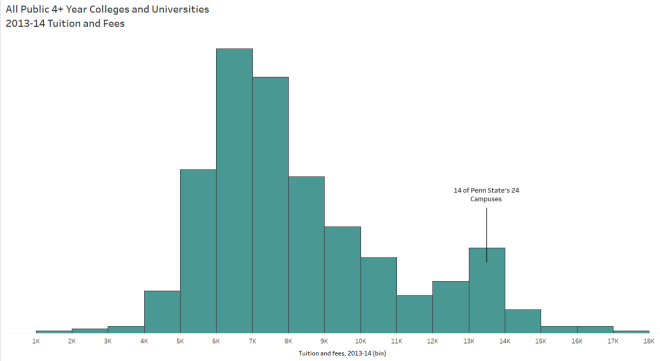 All Public 4+ Year Colleges and Universities
2013-14 Tuition and Fees
14 of Penn State's 24
Campuses
1K 2K 3K 4K 5K 6K 7K 8K 9K 10K 11K 12K 13K 14K 15K 16K 17K 18K
Tuition and fees, 2013-14 (bin)